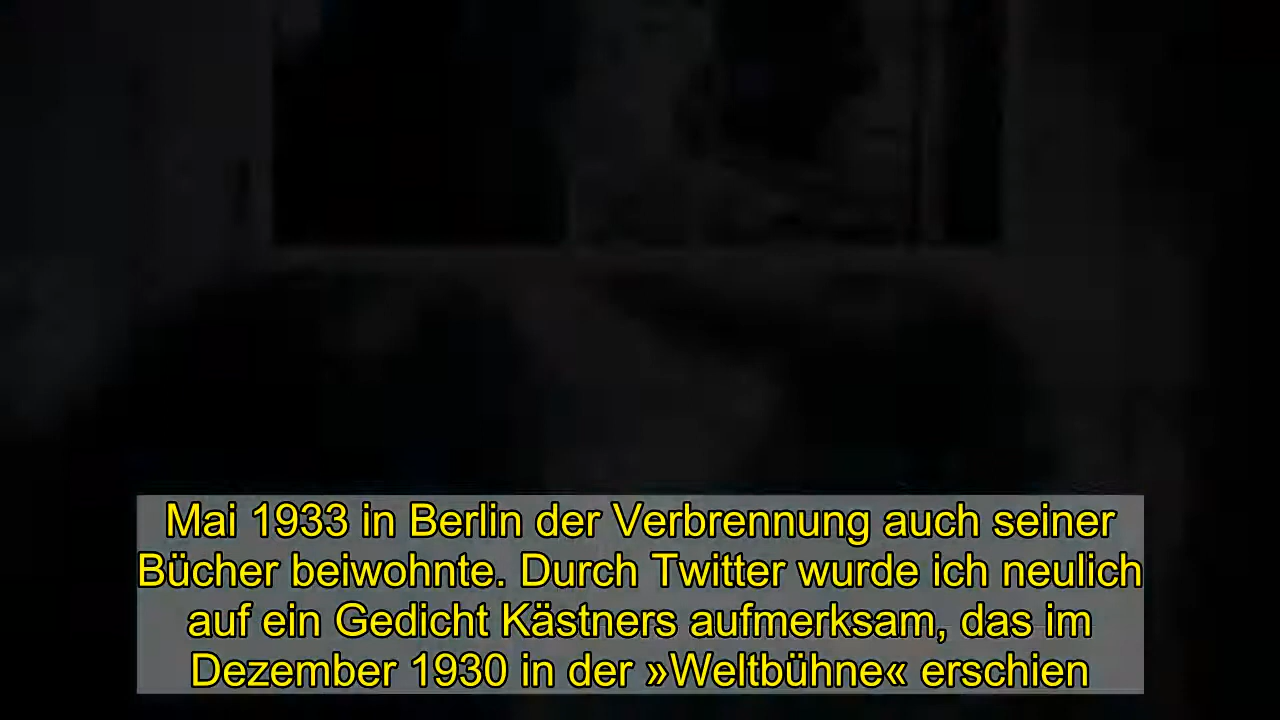 Mai 1933 in Berlin der Verbrennung auch seiner
Bücher beiwohnte. Durch Twitter wurde ich neulich
auf ein Gedicht Kästners aufmerksam, das im
Dezember 1930 in der »Weltbühne« erschien